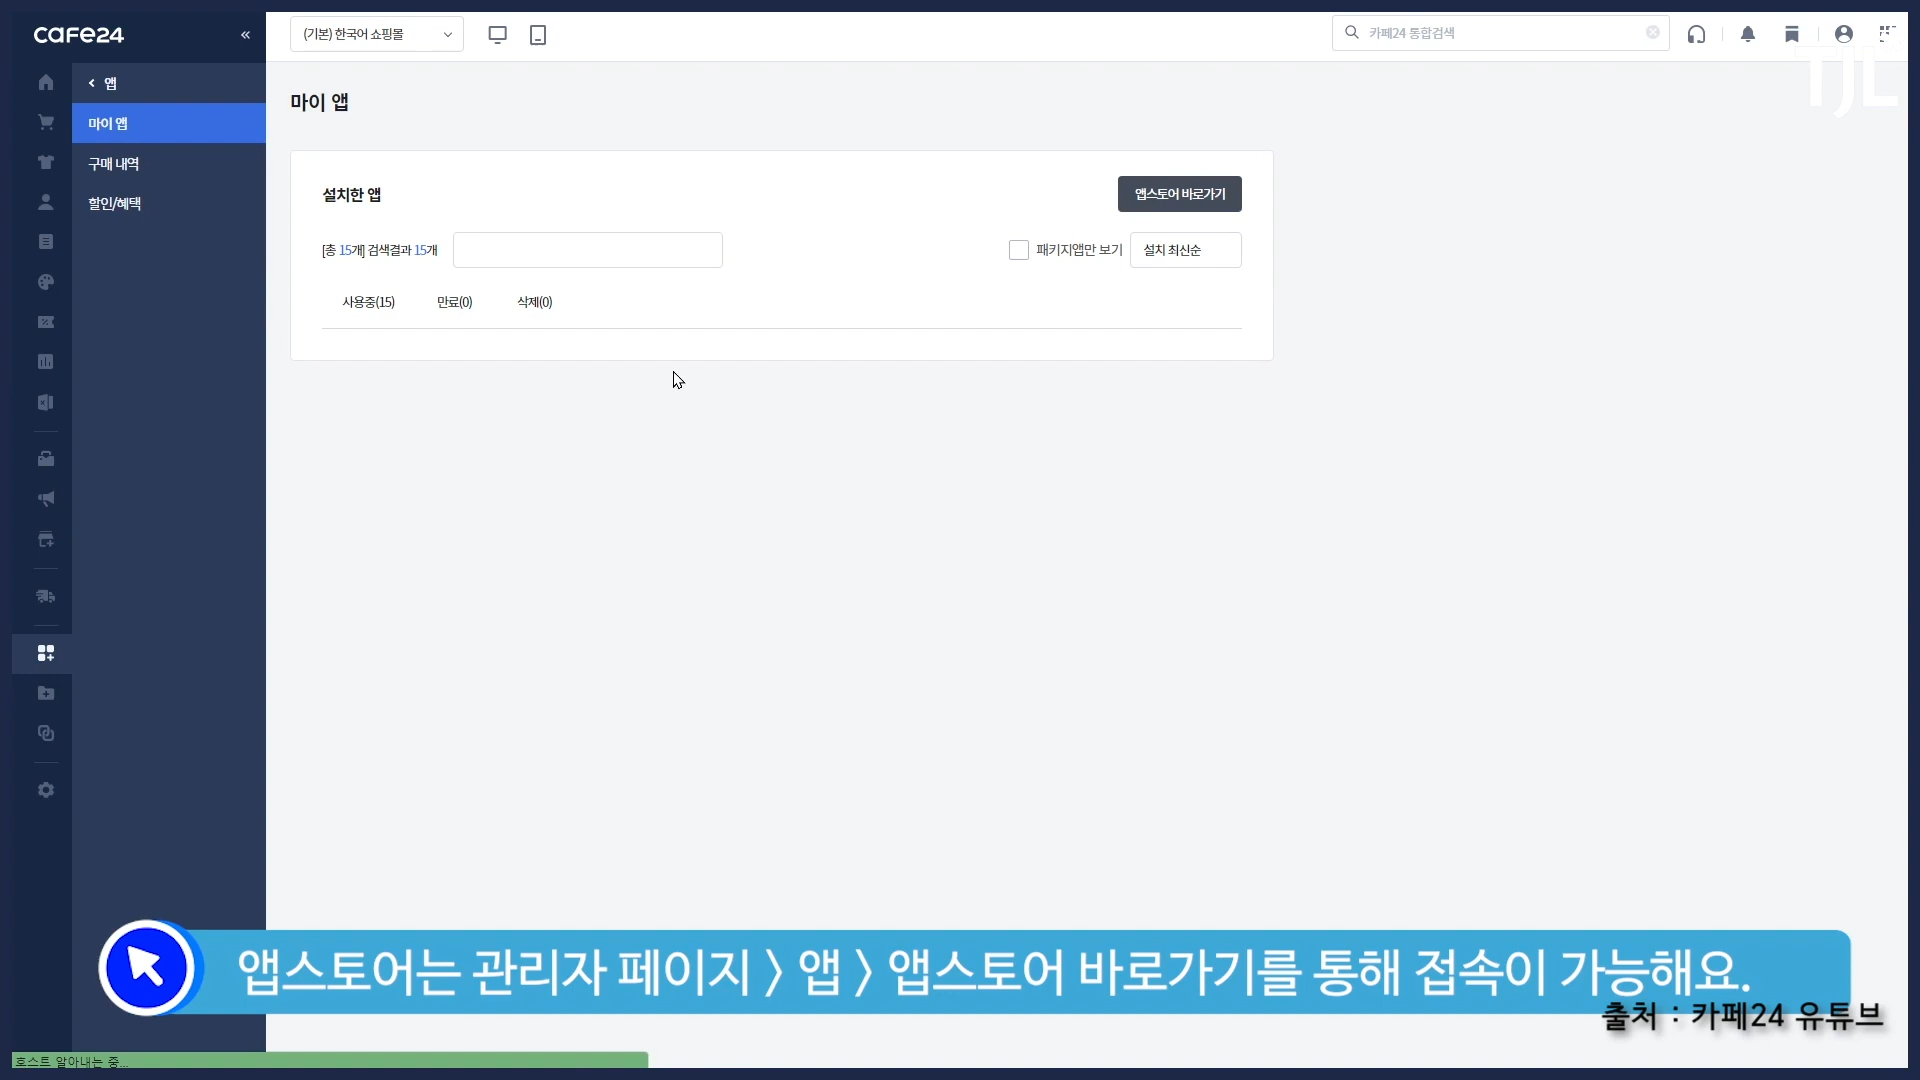 cafe24
«
(기본) 한국어 쇼핑몰
카페24 통합검색
TJL
앱
마이 앱
구매 내역
할인/혜택
마이 앱
설치한 앱
앱스토어 바로가기
[총 15개] 검색결과 15개
패키지앱만 보기
설치 최신순
사용중(15)
만료(0)
삭제(0)
앱스토어는 관리자 페이지 > 앱 > 앱스토어 바로가기를 통해 접속이 가능해요.
출처 : 카페24 유튜브
호스트 알아내는 중...